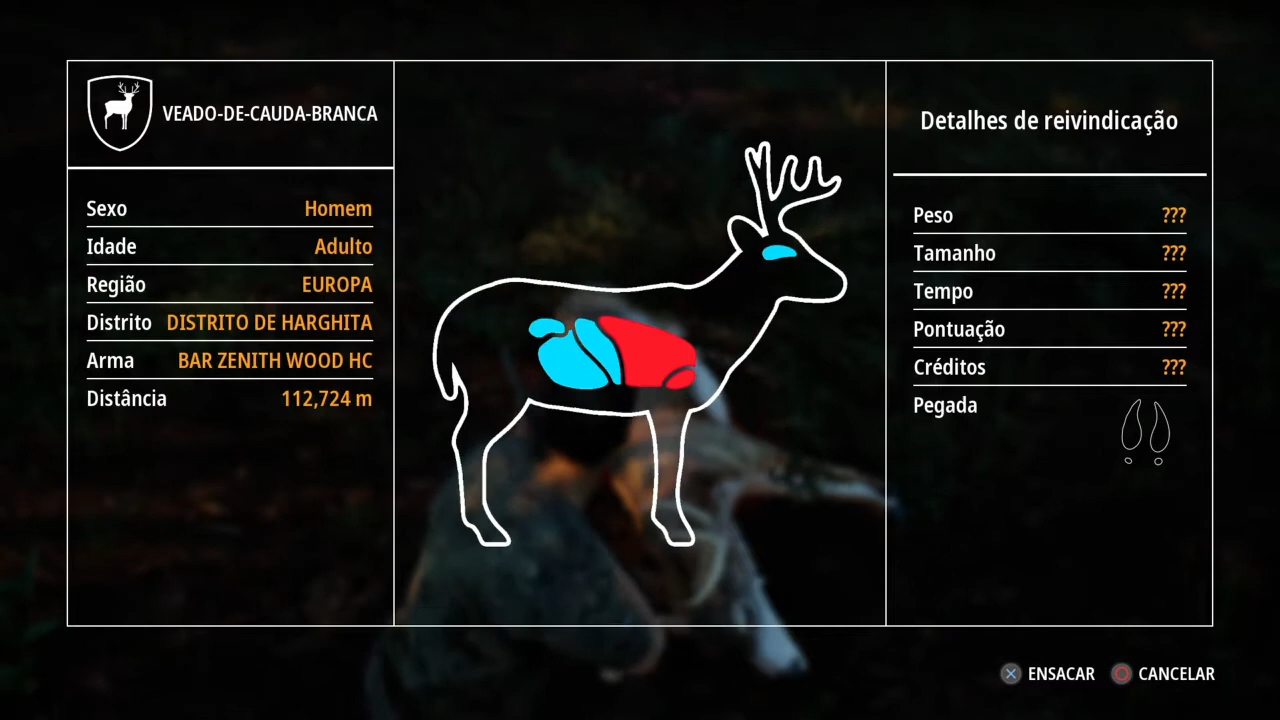 VEADO-DE-CAUDA-BRANCA
Sexo Homem
Idade Adulto
Região EUROPA
Distrito DISTRITO DE HARGHITA
Arma BAR ZENITH WOOD HC
Distância 112,724 m
Detalhes de reivindicação
Peso ???
Tamanho ???
Tempo ???
Pontuação ???
Créditos ???
Pegada
ENSACAR CANCELAR